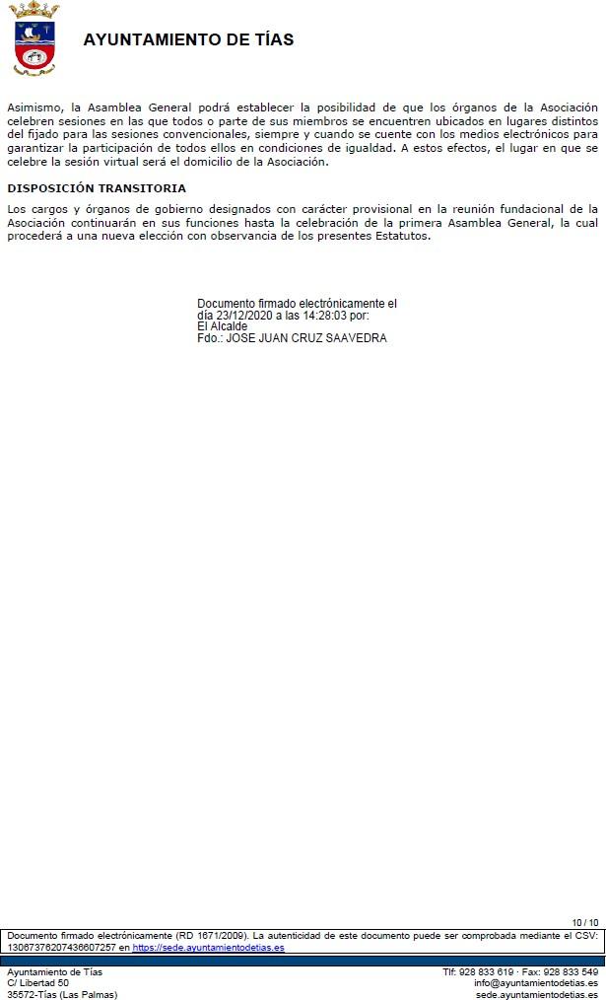 AYUNTAMIENTO DE TÍAS
Asimismo, la Asamblea General podrá establecer la posibilidad de que los órganos de la Asociación
celebren sesiones en las que todos o parte de sus miembros se encuentren ubicados en lugares distintos
del fijado para las sesiones convencionales, siempre y cuando se cuente con los medios electrónicos para
garantizar la participación de todos ellos en condiciones de igualdad. A estos efectos, el lugar en que se
celebre la sesión virtual será el domicilio de la Asociación.
DISPOSICIÓN TRANSITORIA
Los cargos y órganos de gobierno designados con carácter provisional en la reunión fundacional de la
Asociación continuarán en sus funciones hasta la celebración de la primera Asamblea General, la cual
procederá a una nueva elección con observancia de los presentes Estatutos.
Documento firmado electrónicamente el
día 23/12/2020 a las 14:28:03 por:
El Alcalde
Fdo.: JOSE JUAN CRUZ SAAVEDRA
10 / 10
Documento firmado electrónicamente (RD 1671/2009). La autenticidad de este documento puede ser comprobada mediante el CSV:
13067376207436607257 en https://sede.ayuntamientodetias.es
Ayuntamiento de Tías
C/ Libertad 50
35572-Tías (Las Palmas)
Tlf: 928 833 619 · Fax: 928 833 549
info@ayuntamientodetias.es
sede.ayuntamientodetias.es